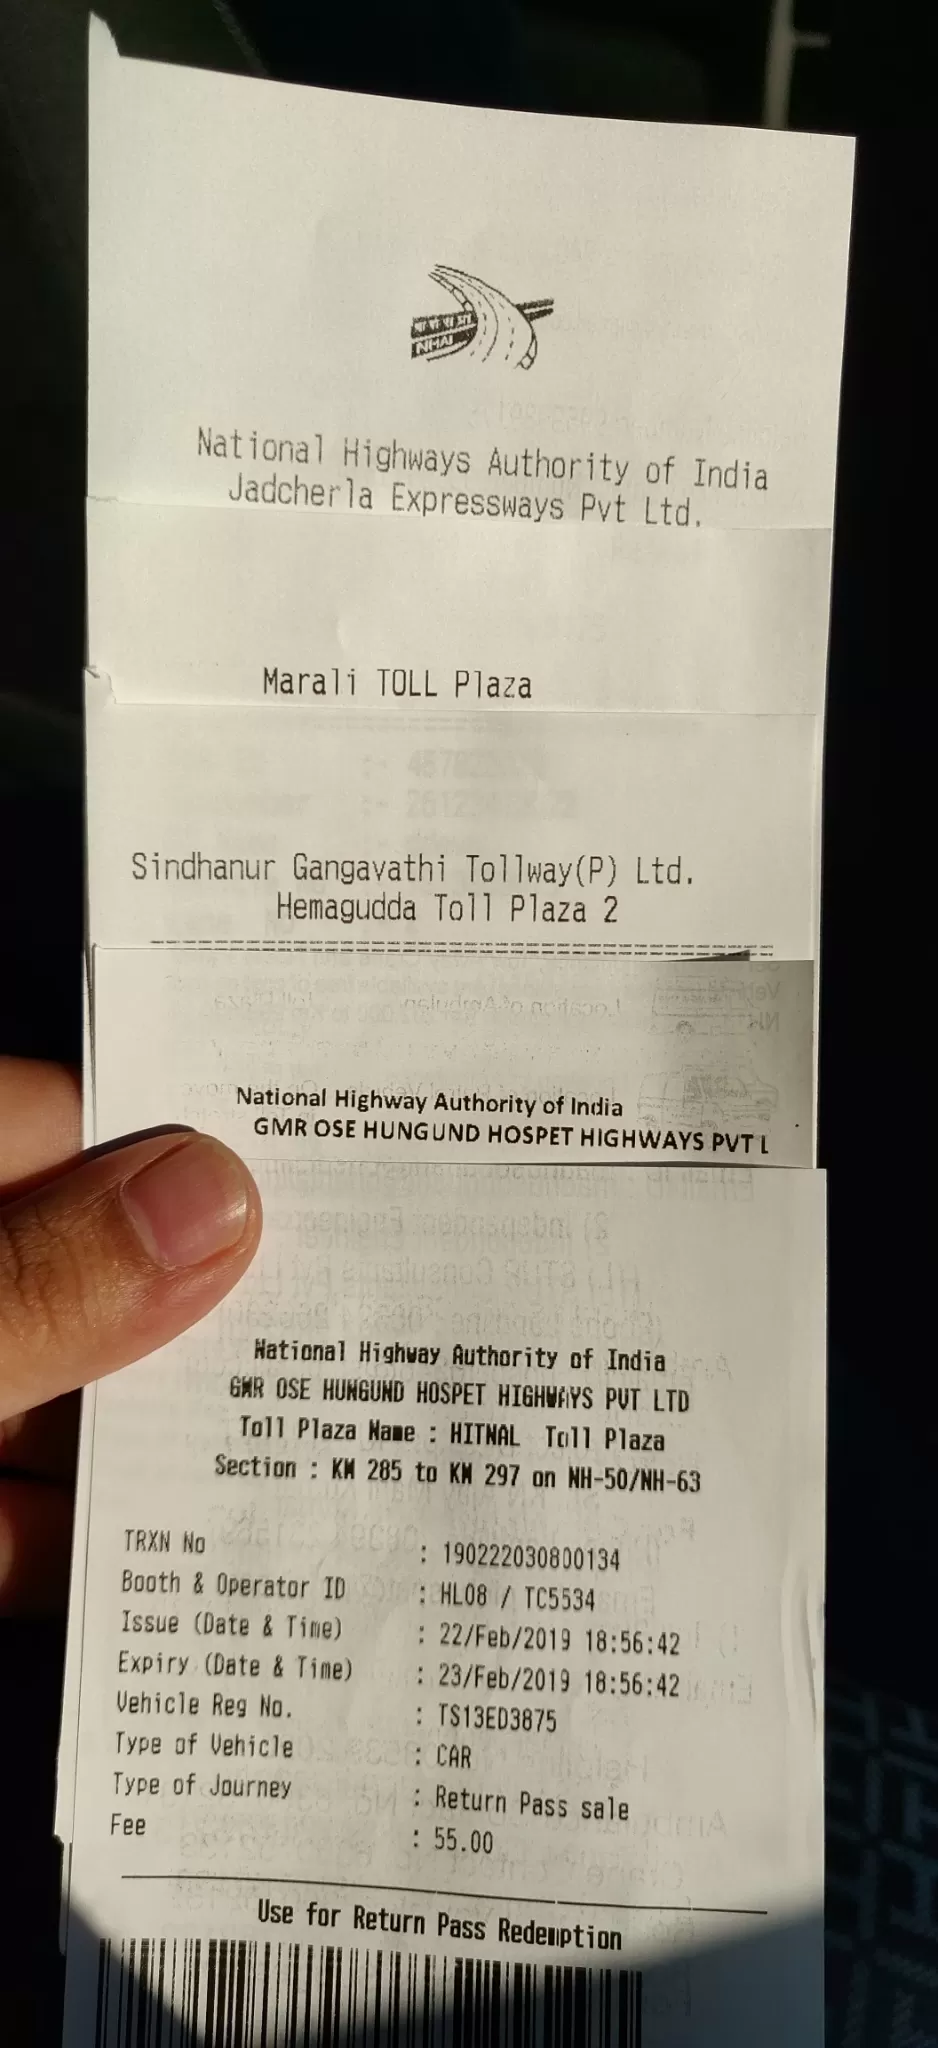 NHAI
National Highways Authority of India
Jadcherla Expressways Pvt Ltd.
Marali TOLL Plaza
Sindhanur Gangavathi Tollway(P) Ltd.
Hemagudda Toll Plaza 2
National Highway Authority of India
GMR OSE HUNGUND HOSPET HIGHWAYS PVT L
National Highway Authority of India
GMR OSE HUNGUND HOSPET HIGHWAYS PVT LTD
Toll Plaza Name : HITNAL Toll Plaza
Section : KM 285 to KM 297 on NH-50/NH-63
TRXN No : 190222030800134
Booth & Operator ID : HL08 / TC5534
Issue (Date & Time) : 22/Feb/2019 18:56:42
Expiry (Date & Time) : 23/Feb/2019 18:56:42
Vehicle Reg No. : TS13ED3875
Type of Vehicle : CAR
Type of Journey : Return Pass sale
Fee : 55.00
Use for Return Pass Redemption